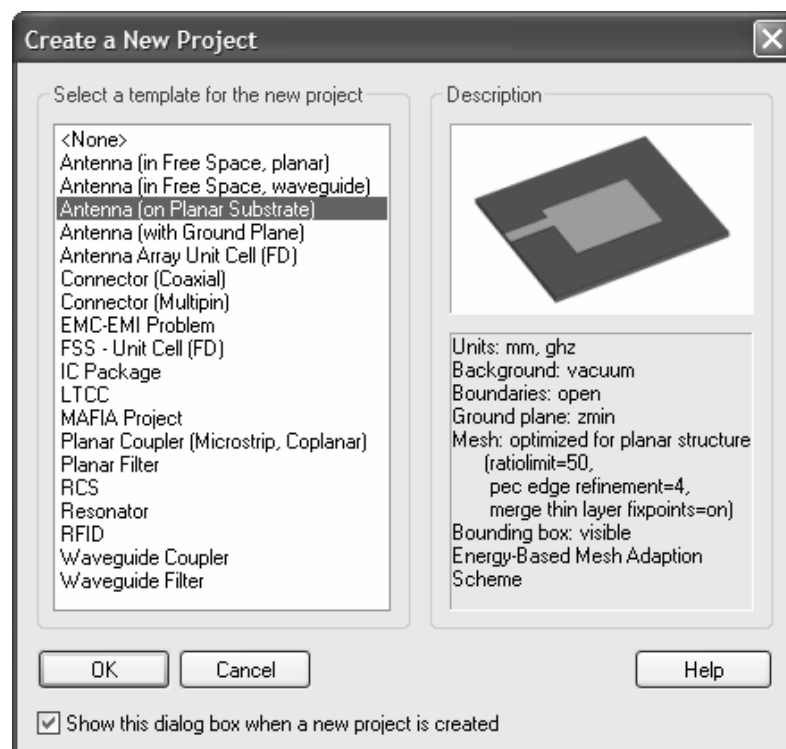 Create a New Project
Select a template for the new project
<None>
Antenna (in Free Space, planar)
Antenna (in Free Space, waveguide)
Antenna (on Planar Substrate)
Antenna (with Ground Plane)
Antenna Array Unit Cell (FD)
Connector (Coaxial)
Connector (Multipin)
EMC-EMI Problem
FSS - Unit Cell (FD)
IC Package
LTCC
MAFIA Project
Planar Coupler (Microstrip, Coplanar)
Planar Filter
RCS
Resonator
RFID
Waveguide Coupler
Waveguide Filter
Description
Units: mm, ghz
Background: vacuum
Boundaries: open
Ground plane: zmin
Mesh: optimized for planar structure
(ratiolimit=50,
pec edge refinement=4,
merge thin layer fixpoints=on)
Bounding box: visible
Energy-Based Mesh Adaption
Scheme
OK
Cancel
Help
Show this dialog box when a new project is created